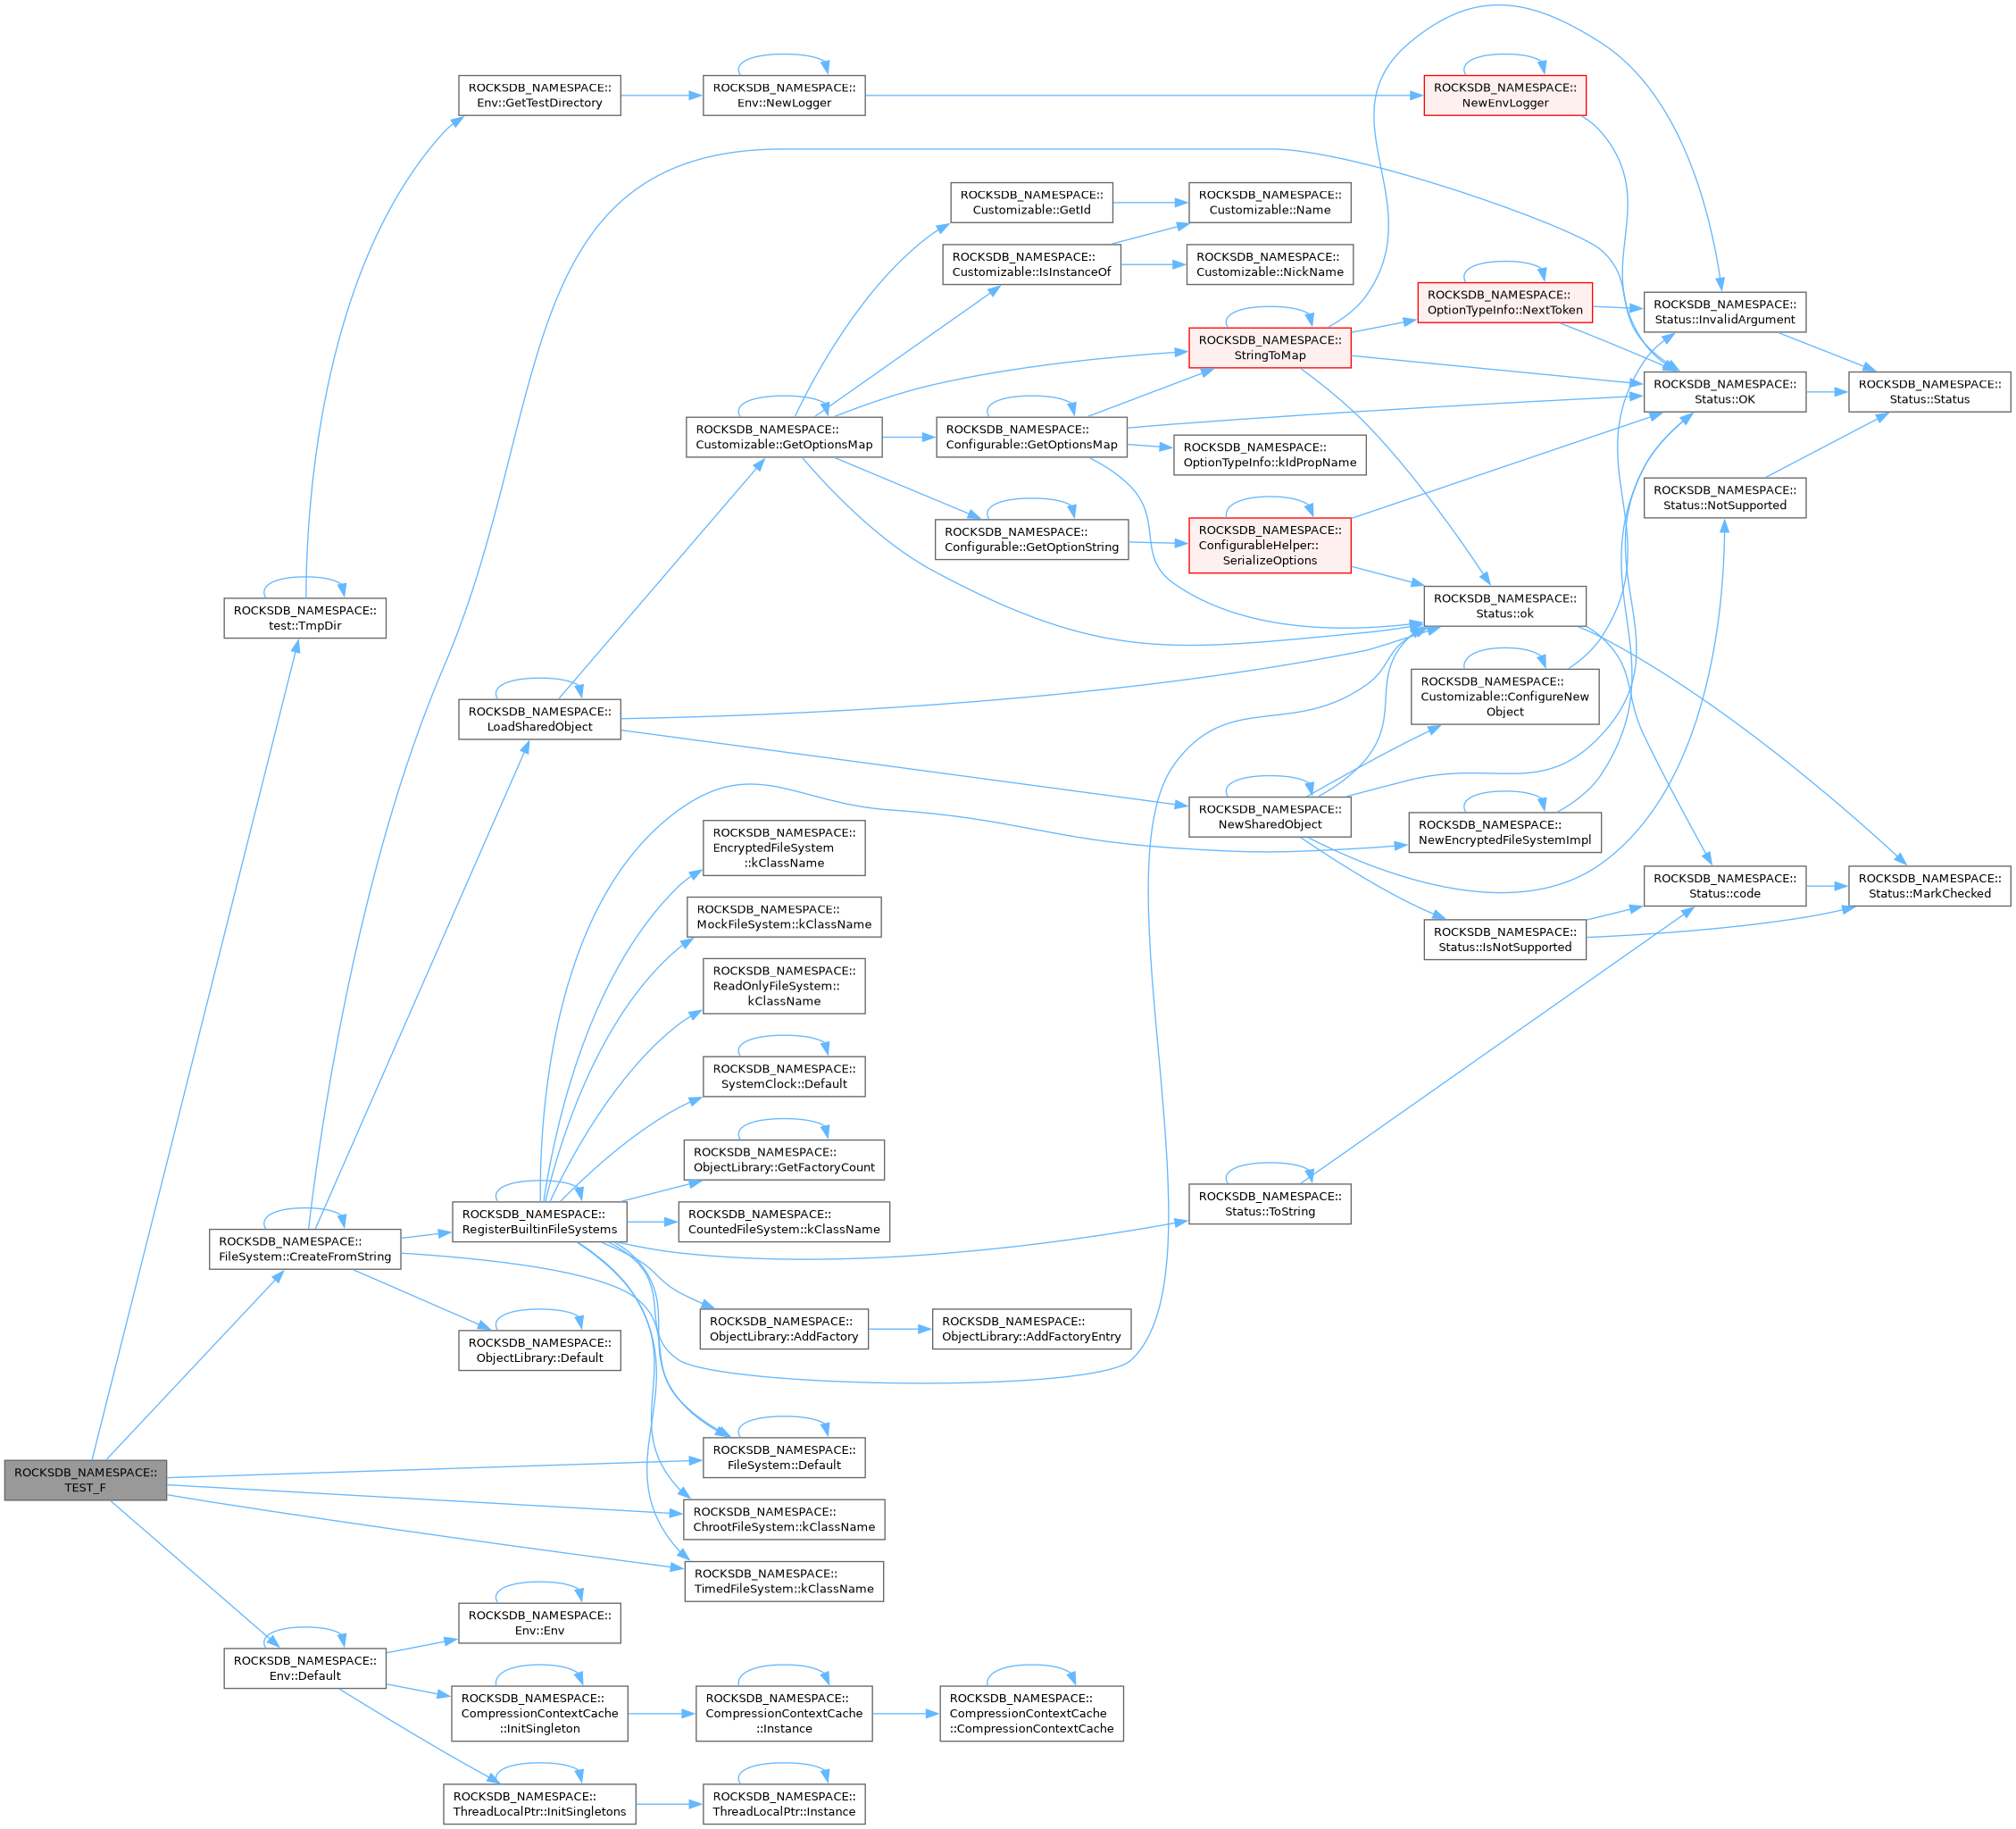 ROCKSDB_NAMESPACE::
TEST_F
ROCKSDB_NAMESPACE::
test::TmpDir
ROCKSDB_NAMESPACE::
Env::GetTestDirectory
ROCKSDB_NAMESPACE::
Env::NewLogger
ROCKSDB_NAMESPACE::
NewEnvLogger
ROCKSDB_NAMESPACE::
Customizable::GetId
ROCKSDB_NAMESPACE::
Customizable::Name
ROCKSDB_NAMESPACE::
Customizable::IsInstanceOf
ROCKSDB_NAMESPACE::
Customizable::NickName
ROCKSDB_NAMESPACE::
OptionTypeInfo::NextToken
ROCKSDB_NAMESPACE::
Status::InvalidArgument
ROCKSDB_NAMESPACE::
StringToMap
ROCKSDB_NAMESPACE::
Status::OK
ROCKSDB_NAMESPACE::
Status::Status
ROCKSDB_NAMESPACE::
Customizable::GetOptionsMap
ROCKSDB_NAMESPACE::
Configurable::GetOptionsMap
ROCKSDB_NAMESPACE::
OptionTypeInfo::kIdPropName
ROCKSDB_NAMESPACE::
Status::NotSupported
ROCKSDB_NAMESPACE::
Configurable::GetOptionString
ROCKSDB_NAMESPACE::
ConfigurableHelper::
SerializeOptions
ROCKSDB_NAMESPACE::
Status::ok
ROCKSDB_NAMESPACE::
LoadSharedObject
ROCKSDB_NAMESPACE::
Customizable::ConfigureNew
Object
ROCKSDB_NAMESPACE::
NewSharedObject
ROCKSDB_NAMESPACE::
NewEncryptedFileSystemImpl
ROCKSDB_NAMESPACE::
EncryptedFileSystem
::kClassName
ROCKSDB_NAMESPACE::
Status::code
ROCKSDB_NAMESPACE::
Status::MarkChecked
ROCKSDB_NAMESPACE::
MockFileSystem::kClassName
ROCKSDB_NAMESPACE::
Status::IsNotSupported
ROCKSDB_NAMESPACE::
ReadOnlyFileSystem::
kClassName
ROCKSDB_NAMESPACE::
SystemClock::Default
ROCKSDB_NAMESPACE::
ObjectLibrary::GetFactoryCount
ROCKSDB_NAMESPACE::
FileSystem::CreateFromString
ROCKSDB_NAMESPACE::
RegisterBuiltinFileSystems
ROCKSDB_NAMESPACE::
CountedFileSystem::kClassName
ROCKSDB_NAMESPACE::
Status::ToString
ROCKSDB_NAMESPACE::
ObjectLibrary::Default
ROCKSDB_NAMESPACE::
ObjectLibrary::AddFactory
ROCKSDB_NAMESPACE::
ObjectLibrary::AddFactoryEntry
ROCKSDB_NAMESPACE::
FileSystem::Default
ROCKSDB_NAMESPACE::
ChrootFileSystem::kClassName
ROCKSDB_NAMESPACE::
TimedFileSystem::kClassName
ROCKSDB_NAMESPACE::
Env::Default
ROCKSDB_NAMESPACE::
Env::Env
ROCKSDB_NAMESPACE::
CompressionContextCache
::InitSingleton
ROCKSDB_NAMESPACE::
CompressionContextCache
::Instance
ROCKSDB_NAMESPACE::
CompressionContextCache
::CompressionContextCache
ROCKSDB_NAMESPACE::
ThreadLocalPtr::InitSingletons
ROCKSDB_NAMESPACE::
ThreadLocalPtr::Instance